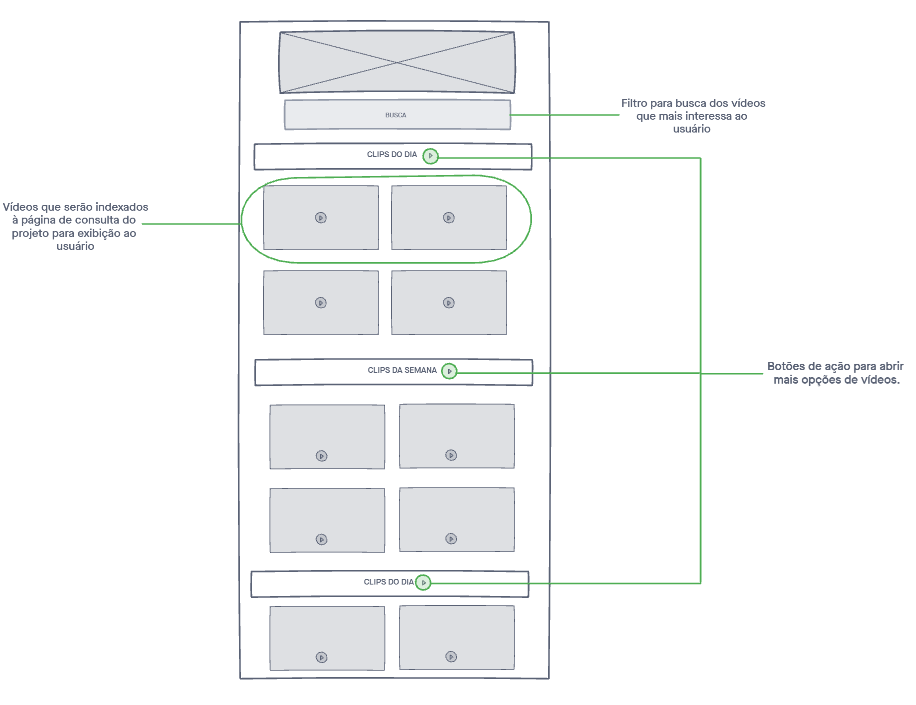 BUSCA
Filtro para busca dos vídeos
que mais interessa ao
usuário
CLIPS DO DIA
Vídeos que serão indexados
à página de consulta do
projeto para exibição ao
usuário
CLIPS DA SEMANA
Botões de ação para abrir
mais opções de vídeos.
CLIPS DO DIA